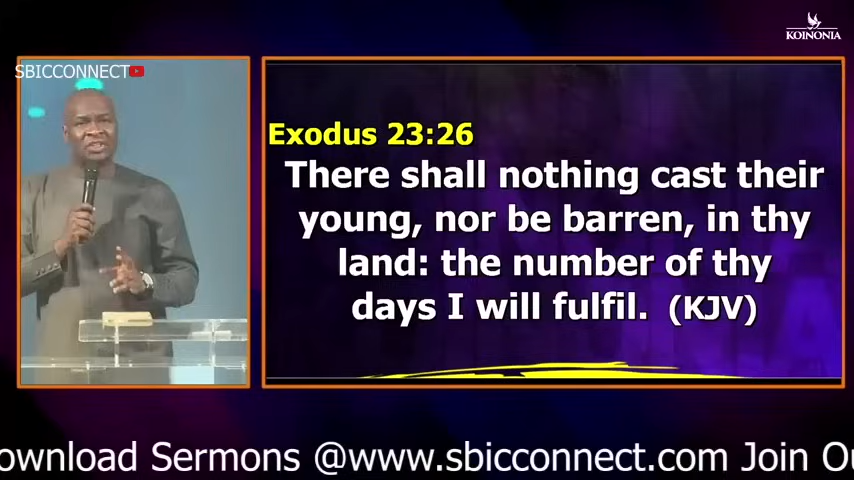 KOINONIA
SBICCONNECT
Exodus 23:26
There shall nothing cast their
young, nor be barren, in thy
land: the number of thy
days I will fulfil. (KJV)
ownload Sermons @www.sbicconnect.com Join Ou